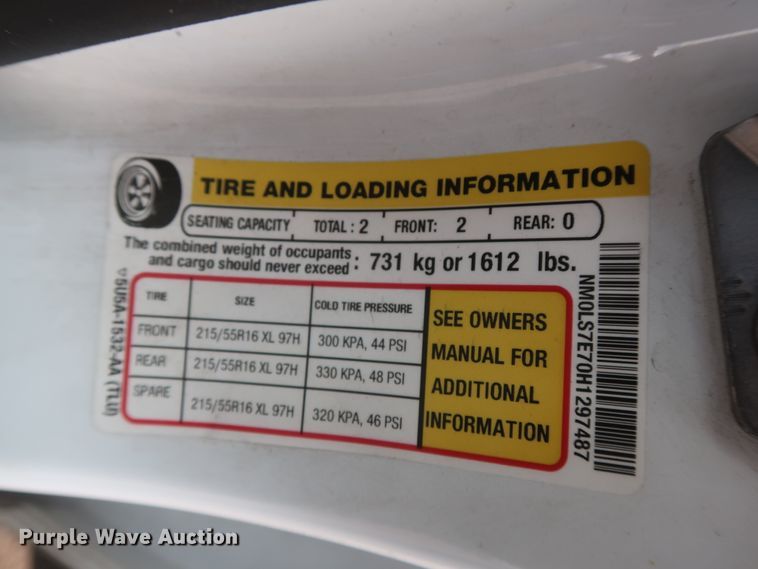 TIRE AND LOADING INFORMATION
SEATING CAPACITY TOTAL : 2 FRONT: 2 REAR: 0
The combined weight of occupants
and cargo should never exceed : 731 kg or 1612 lbs.
TIRE SIZE COLD TIRE PRESSURE
FRONT 215/55R16 XL 97H 300 KPA, 44 PSI
REAR 215/55R16 XL 97H 330 KPA, 48 PSI
SPARE 215/55R16 XL 97H 320 KPA, 46 PSI
SEE OWNERS
MANUAL FOR
ADDITIONAL
INFORMATION
5U5A-1532-AA (TLU)
NM0LS7E70H1297487
Purple Wave Auction